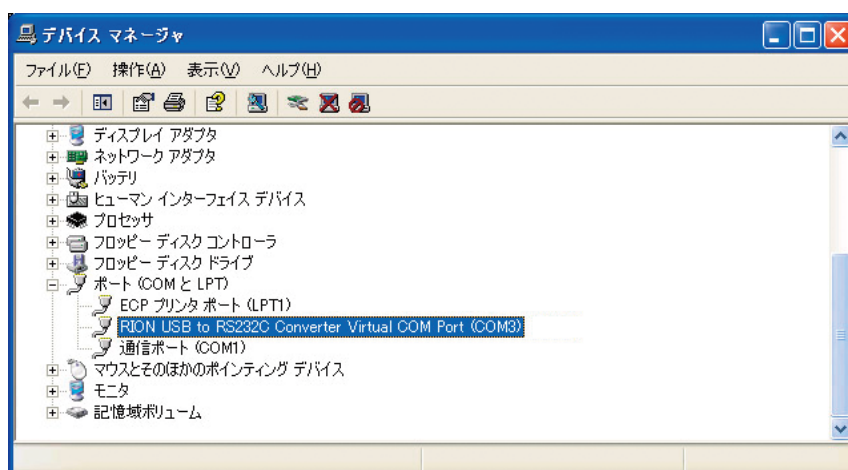 デバイス マネージャ
ファイル(F) 操作(A) 表示(V) ヘルプ(H)
ディスプレイ アダプタ
ネットワーク アダプタ
バッテリ
ヒューマン インターフェイス デバイス
プロセッサ
フロッピー ディスク コントローラ
フロッピー ディスク ドライブ
ポート (COM と LPT)
ECP プリンタ ポート (LPT1)
RION USB to RS232C Converter Virtual COM Port (COM3)
通信ポート (COM1)
マウスとそのほかのポインティング デバイス
モニタ
記憶域ボリューム